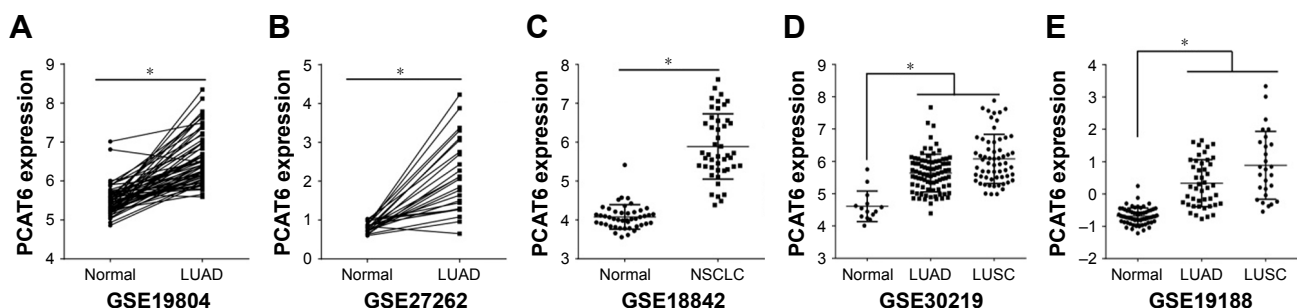 A
B
C
D
E
PCAT6 expression
9
8
7
6
5
4
*
Normal
LUAD
GSE19804
PCAT6 expression
5
4
3
2
1
0
*
Normal
LUAD
GSE27262
PCAT6 expression
8
7
6
5
4
3
*
Normal
NSCLC
GSE18842
PCAT6 expression
9
8
7
6
5
4
3
*
Normal
LUAD
LUSC
GSE30219
PCAT6 expression
4
3
2
1
0
–1
–2
*
Normal
LUAD
LUSC
GSE19188